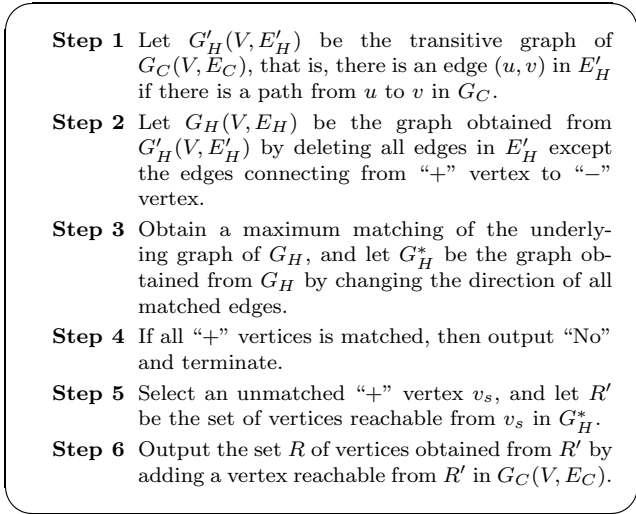 Step 1 Let G′_H(V, E′_H) be the transitive graph of
G_C(V, E_C), that is, there is an edge (u, v) in E′_H
if there is a path from u to v in G_C.
Step 2 Let G_H(V, E_H) be the graph obtained from
G′_H(V, E′_H) by deleting all edges in E′_H except
the edges connecting from “+” vertex to “−”
vertex.
Step 3 Obtain a maximum matching of the underly-
ing graph of G_H, and let G*_H be the graph ob-
tained from G_H by changing the direction of all
matched edges.
Step 4 If all “+” vertices is matched, then output “No”
and terminate.
Step 5 Select an unmatched “+” vertex v_s, and let R′
be the set of vertices reachable from v_s in G*_H.
Step 6 Output the set R of vertices obtained from R′ by
adding a vertex reachable from R′ in G_C(V, E_C).